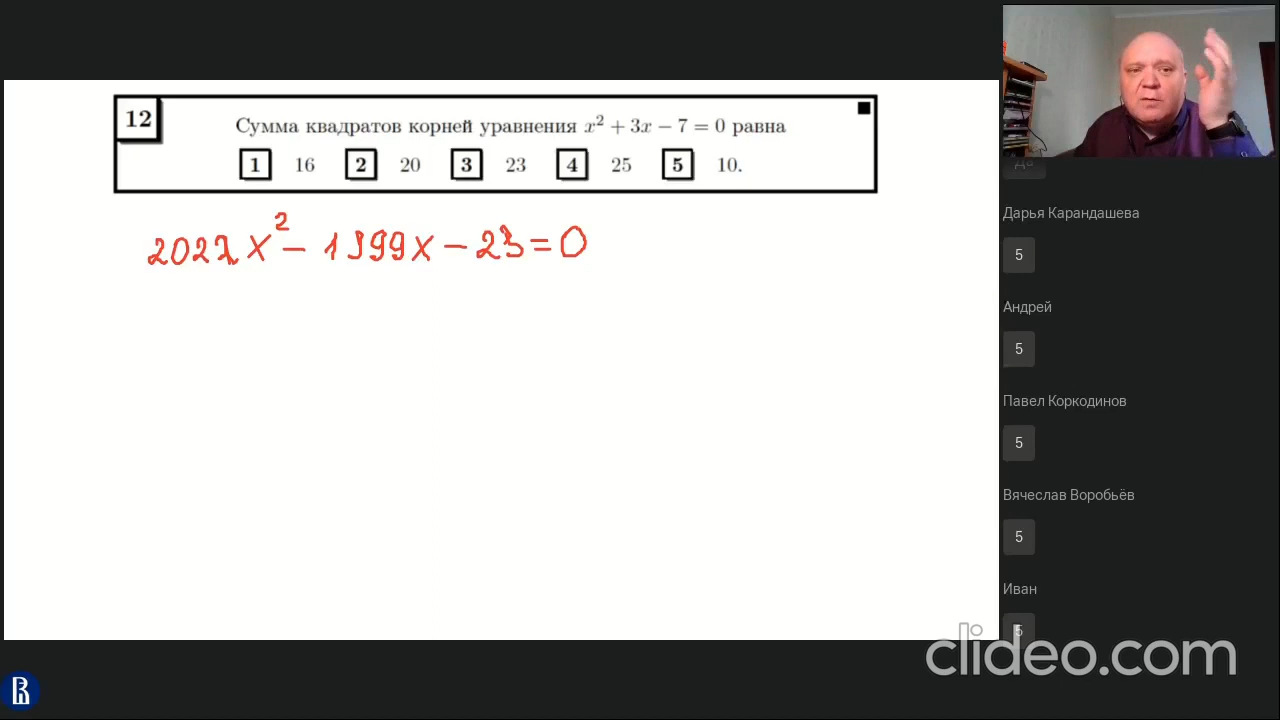 12
Сумма квадратов корней уравнения x² + 3x − 7 = 0 равна
1 16 2 20 3 23 4 25 5 10.
2022x² − 1999x − 23 = 0
Дарья Карандашева
5
Андрей
5
Павел Коркодинов
5
Вячеслав Воробьёв
5
Иван
5
clideo.com